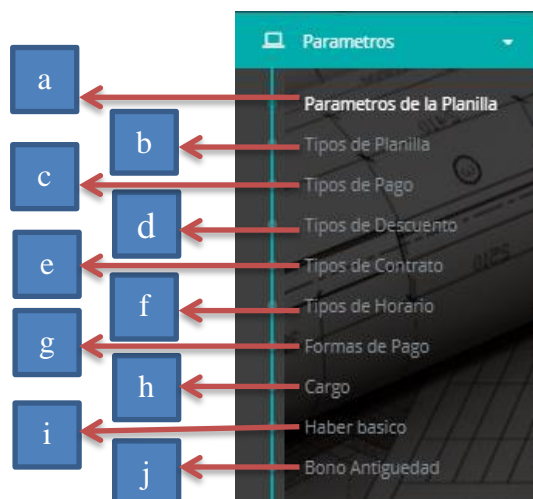 Parametros
a
Parametros de la Planilla
b
Tipos de Planilla
c
Tipos de Pago
d
Tipos de Descuento
e
Tipos de Contrato
f
Tipos de Horario
g
Formas de Pago
h
Cargo
i
Haber basico
j
Bono Antiguedad